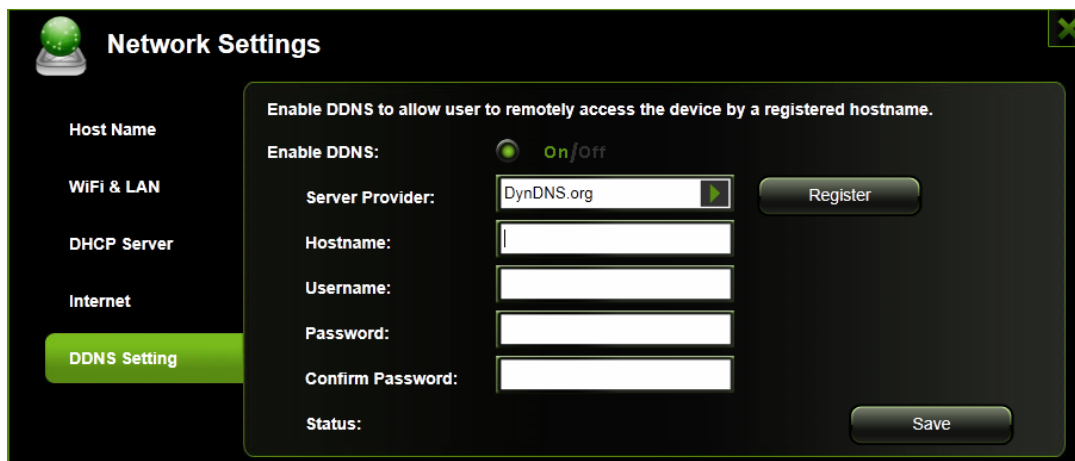 Network Settings
Host Name
WiFi & LAN
DHCP Server
Internet
DDNS Setting
Enable DDNS to allow user to remotely access the device by a registered hostname.
Enable DDNS: On/Off
Server Provider: DynDNS.org Register
Hostname:
Username:
Password:
Confirm Password:
Status: Save